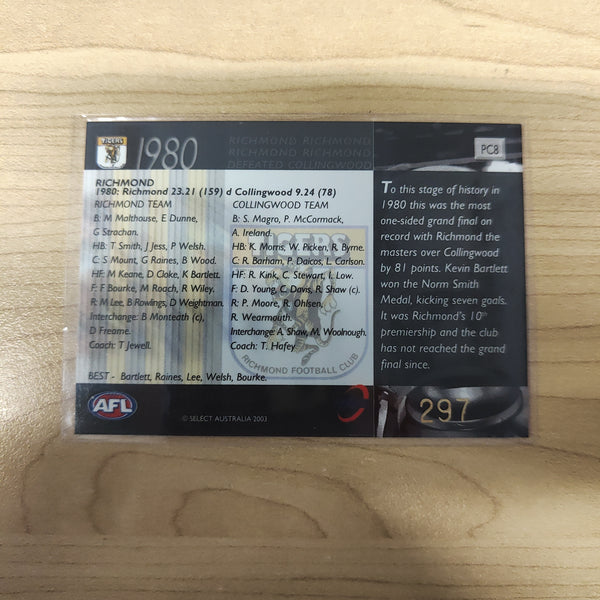 TIGERS
1980
RICHMOND RICHMOND
RICHMOND RICHMOND
DEFEATED COLLINGWOOD
PC8
RICHMOND
1980: Richmond 23.21 (159) d Collingwood 9.24 (78)
RICHMOND TEAM
B: M Malthouse, E Dunne,
G Strachan.
HB: T Smith, J Jess, P Welsh.
C: S Mount, G Raines, B Wood.
HF: M Keane, D Cloke, K Bartlett.
F: F Bourke, M Roach, R Wiley.
R: M Lee, B Rowlings, D Weightman.
Interchange: B Monteath (c),
D Freame.
Coach: T Jewell.
COLLINGWOOD TEAM
B: S. Magro, P. McCormack,
A. Ireland.
HB: K. Morris, W. Picken, R. Byrne.
C: R. Barham, P. Daicos, L. Carlson.
HF: R. Kink, C. Stewart, I. Low.
F: D. Young, C. Davis, R. Shaw (c).
R: P. Moore, R. Ohlsen,
R. Wearmouth.
Interchange: A. Shaw, M. Woolnough.
Coach: T. Hafey
TIGERS
RICHMOND FOOTBALL CLUB
BEST - Bartlett, Raines, Lee, Welsh, Bourke.
To this stage of history in
1980 this was the most
one-sided grand final on
record with Richmond the
masters over Collingwood
by 81 points. Kevin Bartlett
won the Norm Smith
Medal, kicking seven goals.
It was Richmond's 10th
premiership and the club
has not reached the grand
final since.
AFL
© SELECT AUSTRALIA 2003
297